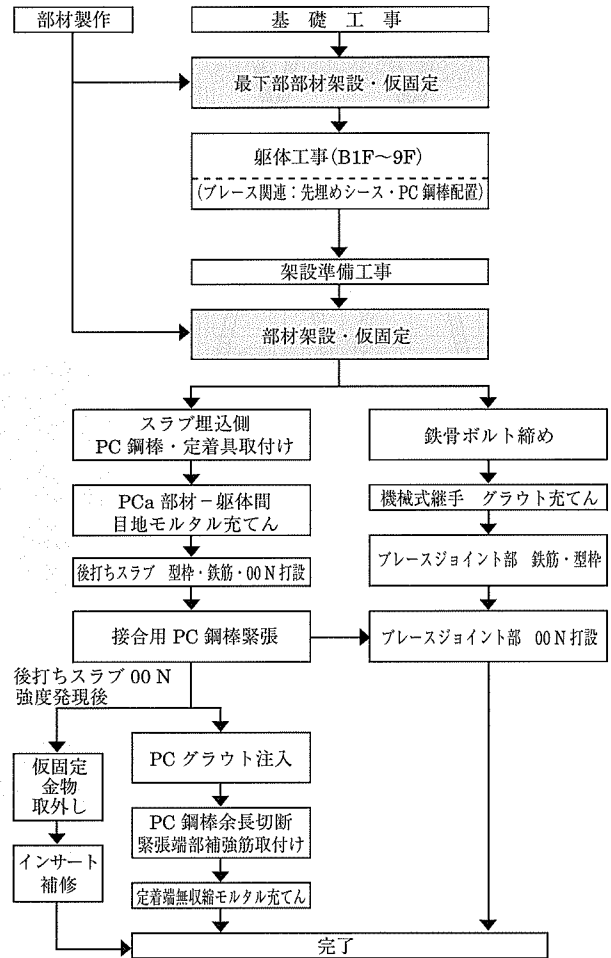 部材製作
基礎工事
最下部部材架設・仮固定
躯体工事(B1F～9F)
(ブレース関連：先埋めシース・PC鋼棒配置)
架設準備工事
部材架設・仮固定
スラブ埋込側
PC鋼棒・定着具取付け
PCa部材－躯体間
目地モルタル充てん
後打ちスラブ 型枠・鉄筋・00N打設
接合用PC鋼棒緊張
鉄骨ボルト締め
機械式継手 グラウト充てん
ブレースジョイント部 鉄筋・型枠
ブレースジョイント部 00N打設
後打ちスラブ00N
強度発現後
仮固定
金物
取外し
インサート
補修
PCグラウト注入
PC鋼棒余長切断
緊張端部補強筋取付け
定着端無収縮モルタル充てん
完了